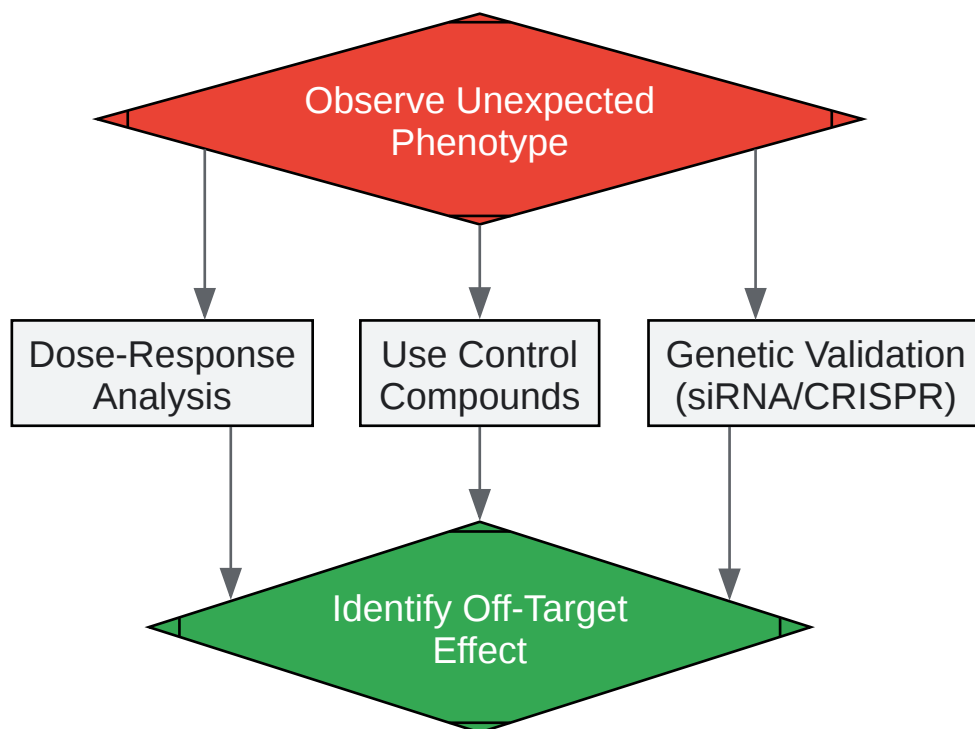 Observe Unexpected
Phenotype
Dose-Response
Analysis
Use Control
Compounds
Genetic Validation
(siRNA/CRISPR)
Identify Off-Target
Effect